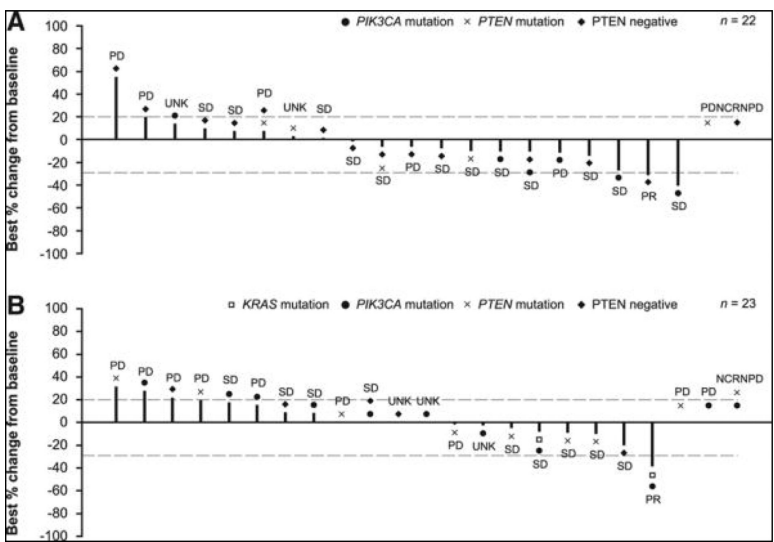 A
● PIK3CA mutation × PTEN mutation ◆ PTEN negative n = 22
Best % change from baseline
100
80
60
40
20
0
-20
-40
-60
-80
-100
PD PD UNK SD SD PD UNK SD
PDNCRNPD
SD SD PD SD SD SD SD PD SD SD PR SD
B
□ KRAS mutation ● PIK3CA mutation × PTEN mutation ◆ PTEN negative n = 23
Best % change from baseline
100
80
60
40
20
0
-20
-40
-60
-80
-100
PD PD PD PD SD PD SD SD PD SD UNK UNK
PD PD NCRNPD
PD UNK SD SD SD SD SD PR